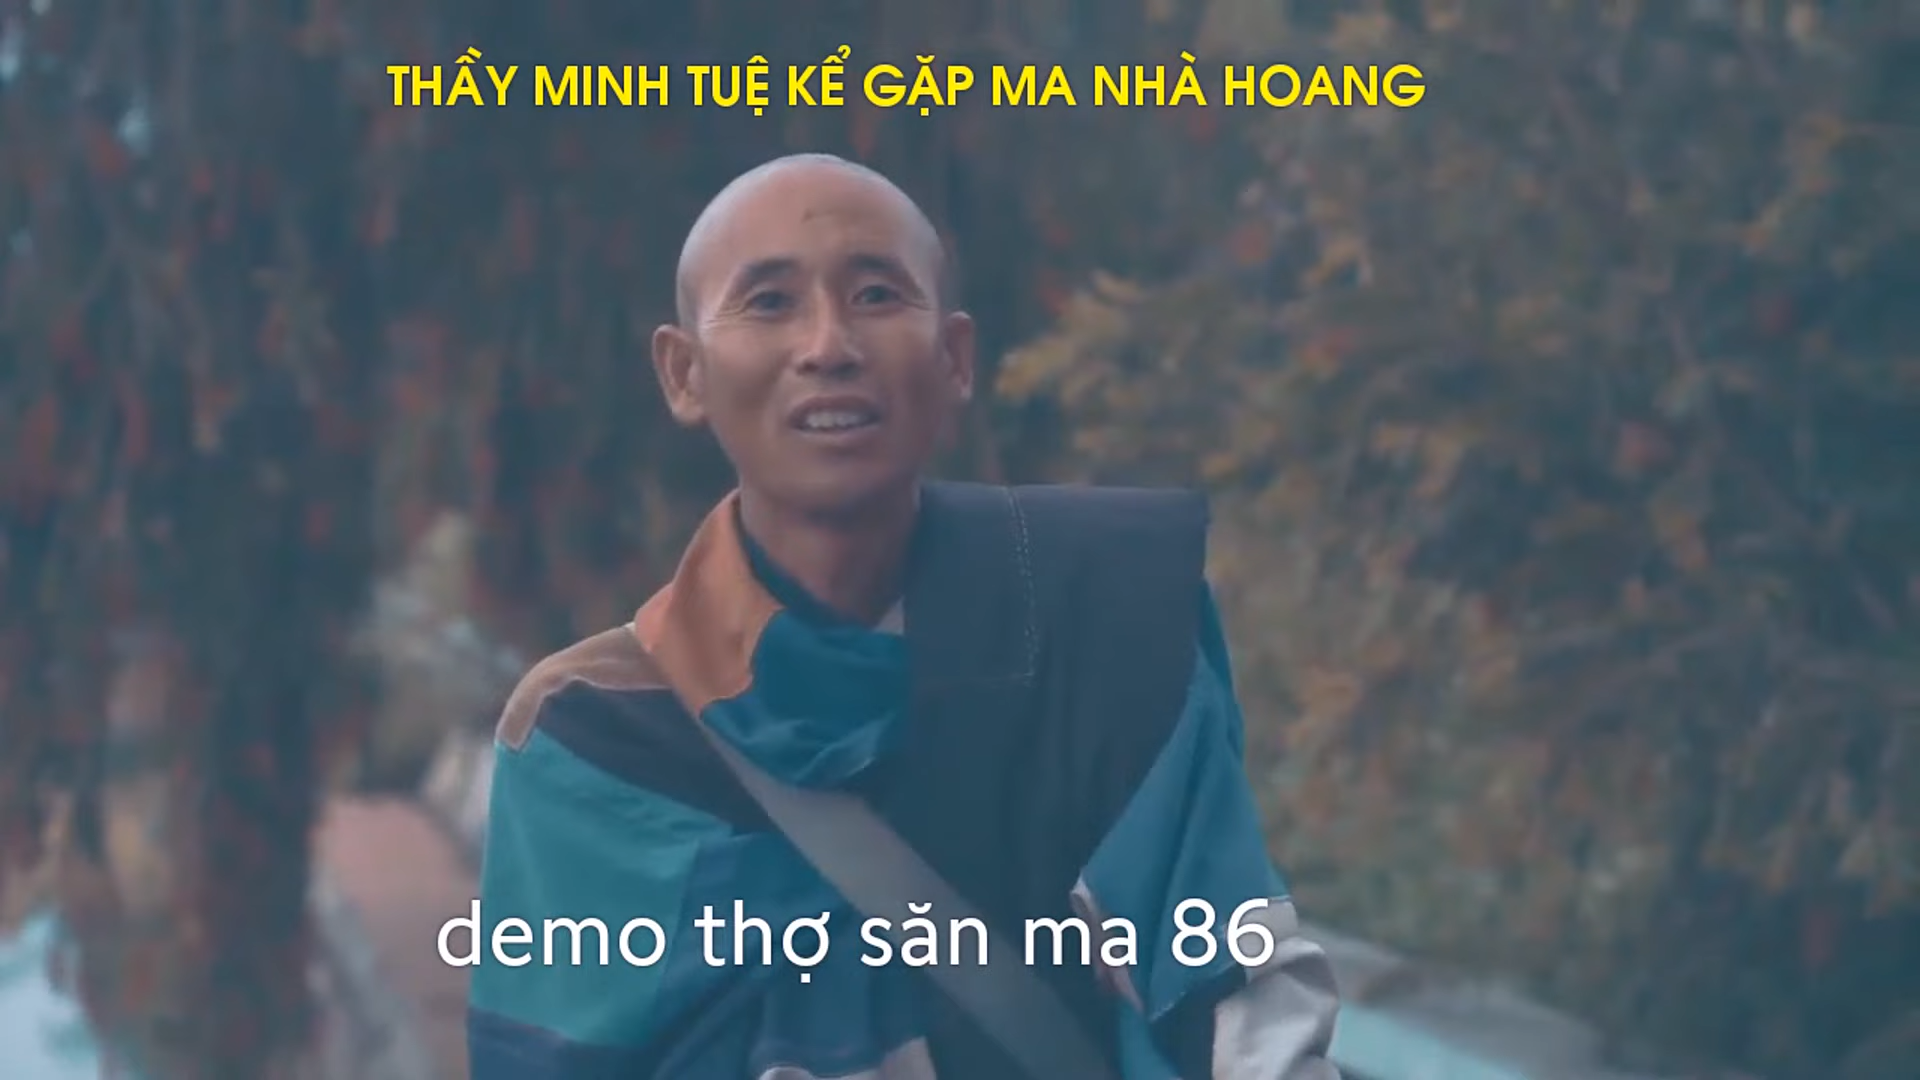 THẦY MINH TUỆ KỂ GẶP MA NHÀ HOANG
demo thợ săn ma 86